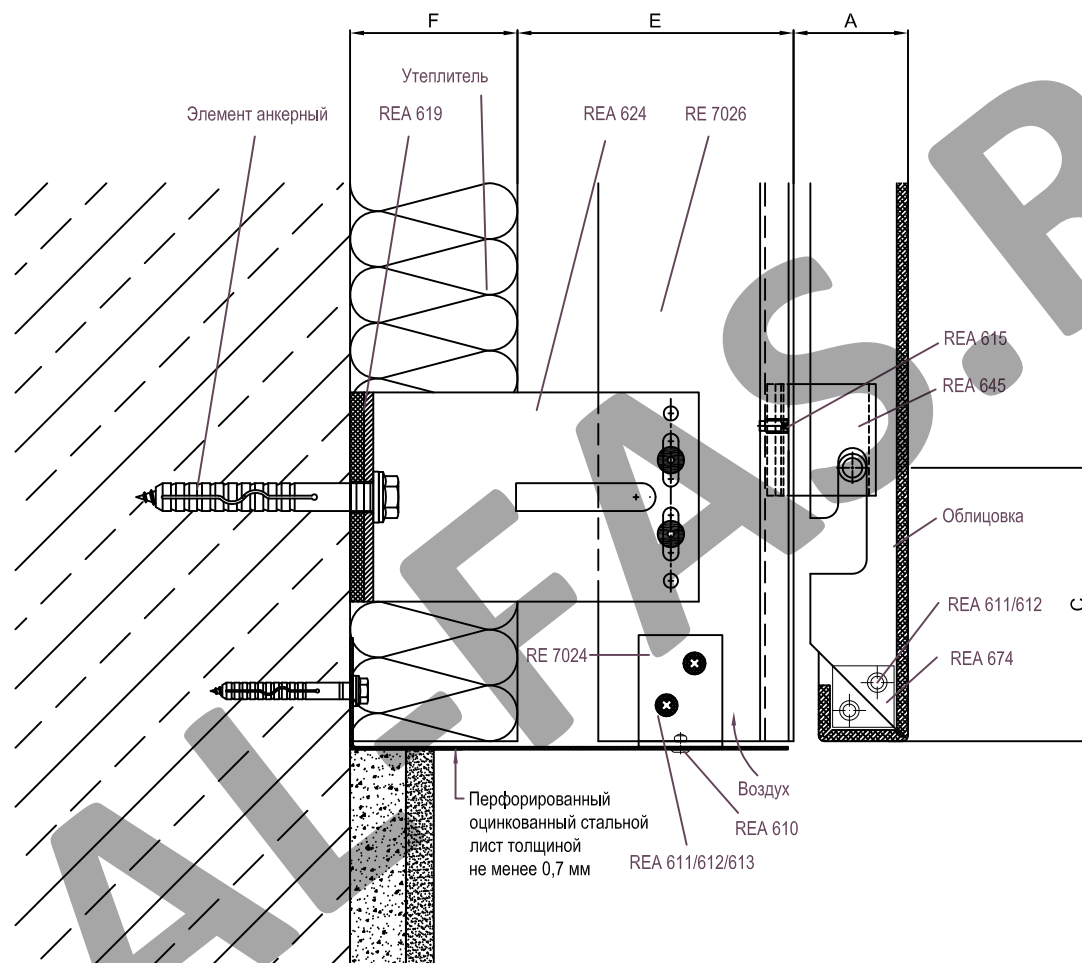 F
E
A
Утеплитель
Элемент анкерный
REA 619
REA 624
RE 7026
REA 615
REA 645
Облицовка
REA 611/612
C
REA 674
RE 7024
Воздух
Перфорированный
оцинкованный стальной
лист толщиной
не менее 0,7 мм
REA 610
REA 611/612/613
AL-FAS.R